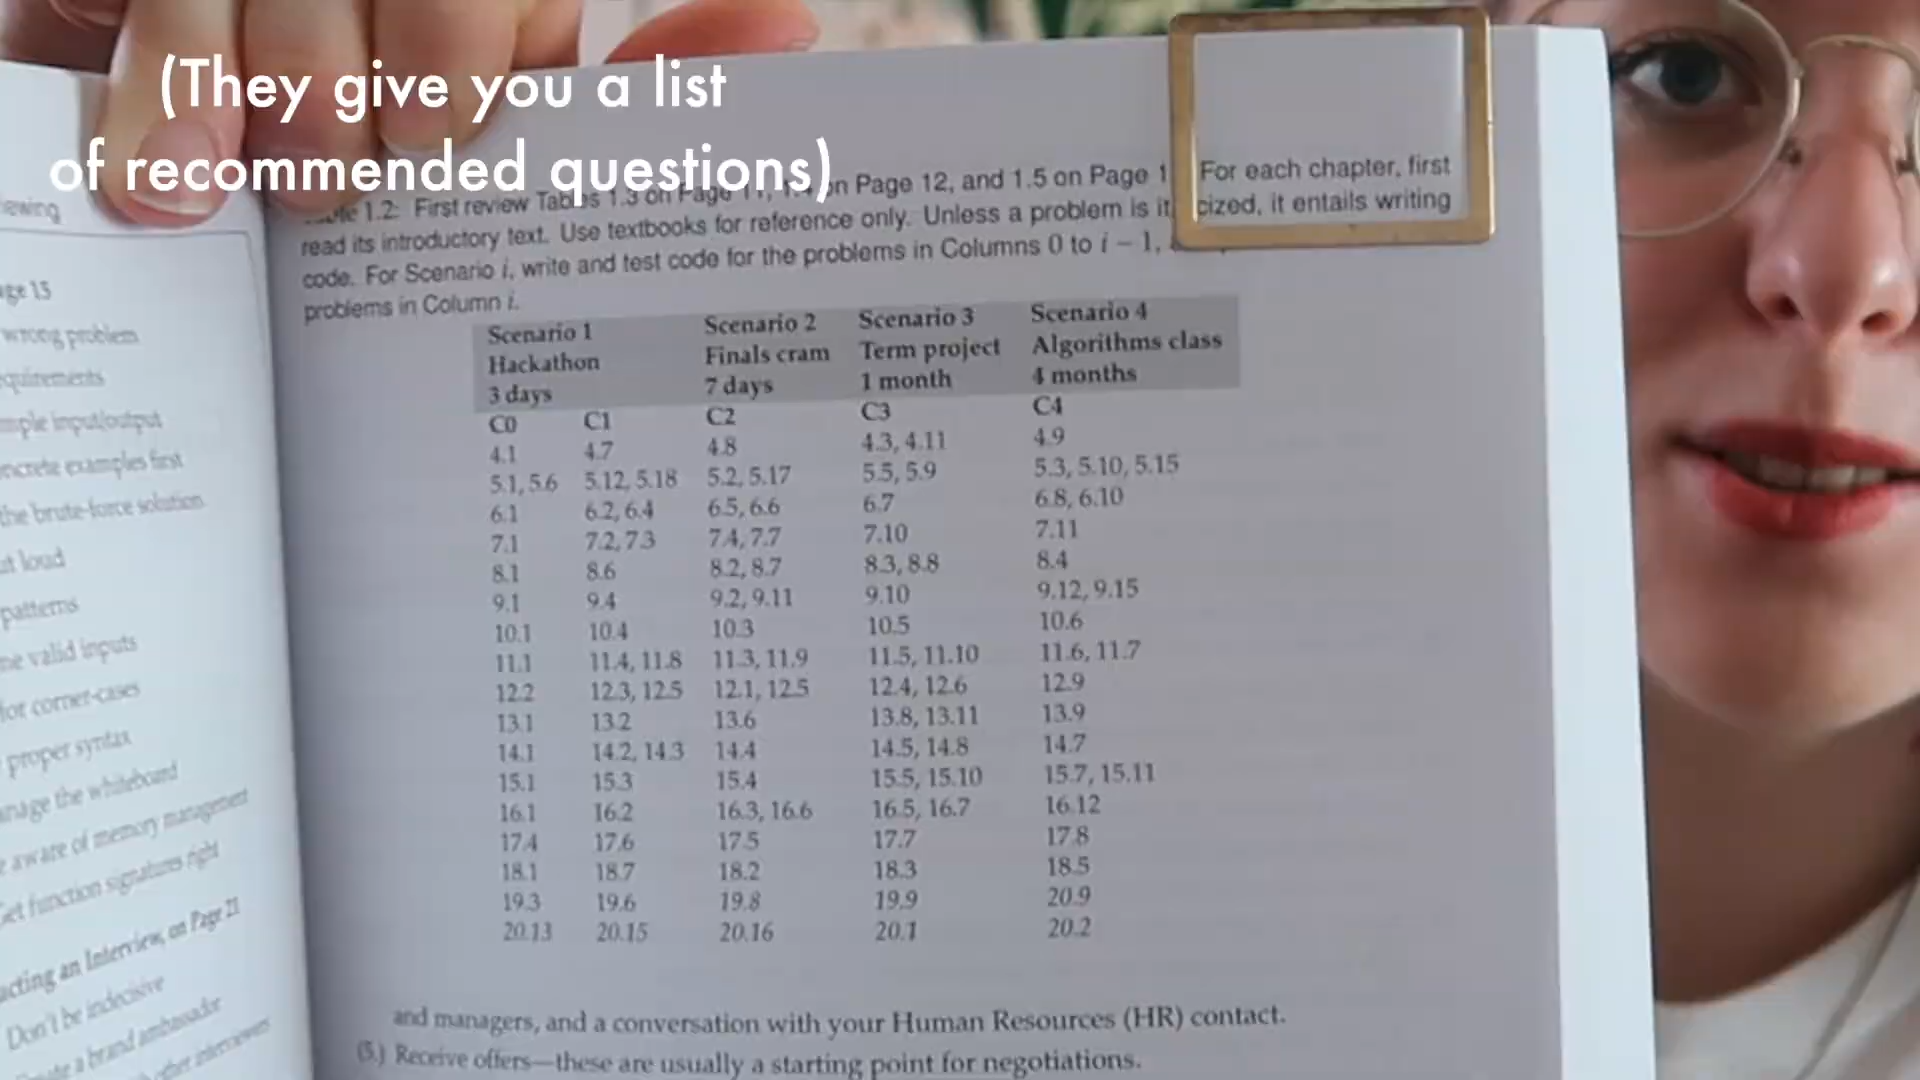 (They give you a list
of recommended questions)
1.2: First review Tables 1.3 on Page 11, 1.4 on Page 12, and 1.5 on Page 1 For each chapter, first
read its introductory text. Use textbooks for reference only. Unless a problem is it cized, it entails writing
code. For Scenario i, write and test code for the problems in Columns 0 to i − 1,
problems in Column i.
Scenario 1 Scenario 2 Scenario 3 Scenario 4
Hackathon Finals cram Term project Algorithms class
3 days 7 days 1 month 4 months
C0 C1 C2 C3 C4
4.1 4.7 4.8 4.3, 4.11 4.9
5.1, 5.6 5.12, 5.18 5.2, 5.17 5.5, 5.9 5.3, 5.10, 5.15
6.1 6.2, 6.4 6.5, 6.6 6.7 6.8, 6.10
7.1 7.2, 7.3 7.4, 7.7 7.10 7.11
8.1 8.6 8.2, 8.7 8.3, 8.8 8.4
9.1 9.4 9.2, 9.11 9.10 9.12, 9.15
10.1 10.4 10.3 10.5 10.6
11.1 11.4, 11.8 11.3, 11.9 11.5, 11.10 11.6, 11.7
12.2 12.3, 12.5 12.1, 12.5 12.4, 12.6 12.9
13.1 13.2 13.6 13.8, 13.11 13.9
14.1 14.2, 14.3 14.4 14.5, 14.8 14.7
15.1 15.3 15.4 15.5, 15.10 15.7, 15.11
16.1 16.2 16.3, 16.6 16.5, 16.7 16.12
17.4 17.6 17.5 17.7 17.8
18.1 18.7 18.2 18.3 18.5
19.3 19.6 19.8 19.9 20.9
20.13 20.15 20.16 20.1 20.2
and managers, and a conversation with your Human Resources (HR) contact.
(5.) Receive offers—these are usually a starting point for negotiations.
ewing
age 15
wrong problem
equirements
mple input/output
oncrete examples first
the brute-force solution
ut loud
patterns
me valid inputs
for corner-cases
proper syntax
anage the whiteboard
e aware of memory management
Get function signatures right
ucting an Interview, on Page 21
Don't be indecisive
a brand ambassador
other interviewers